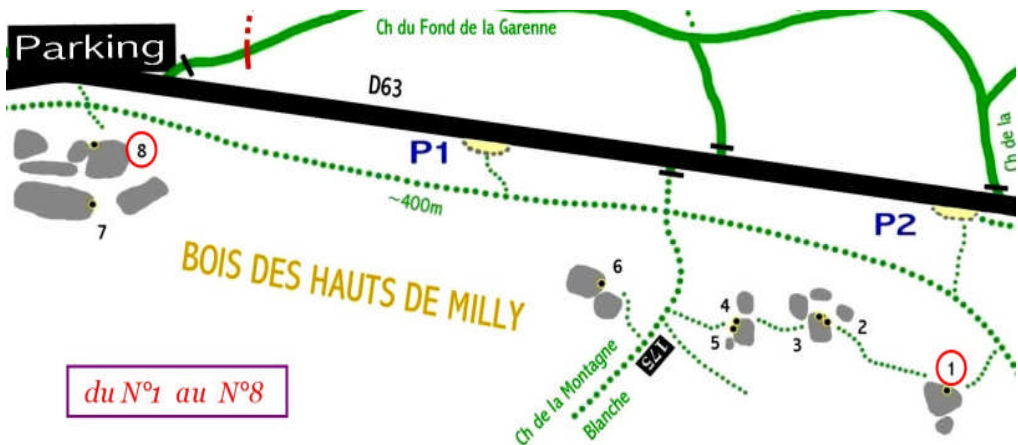 Ch du Fond de la Garenne
Parking
D63
Ch de la
P1
8
~400m
P2
7
BOIS DES HAUTS DE MILLY
6
4
5
3
2
1
175
du N°1 au N°8
Ch de la Montagne
Blanche